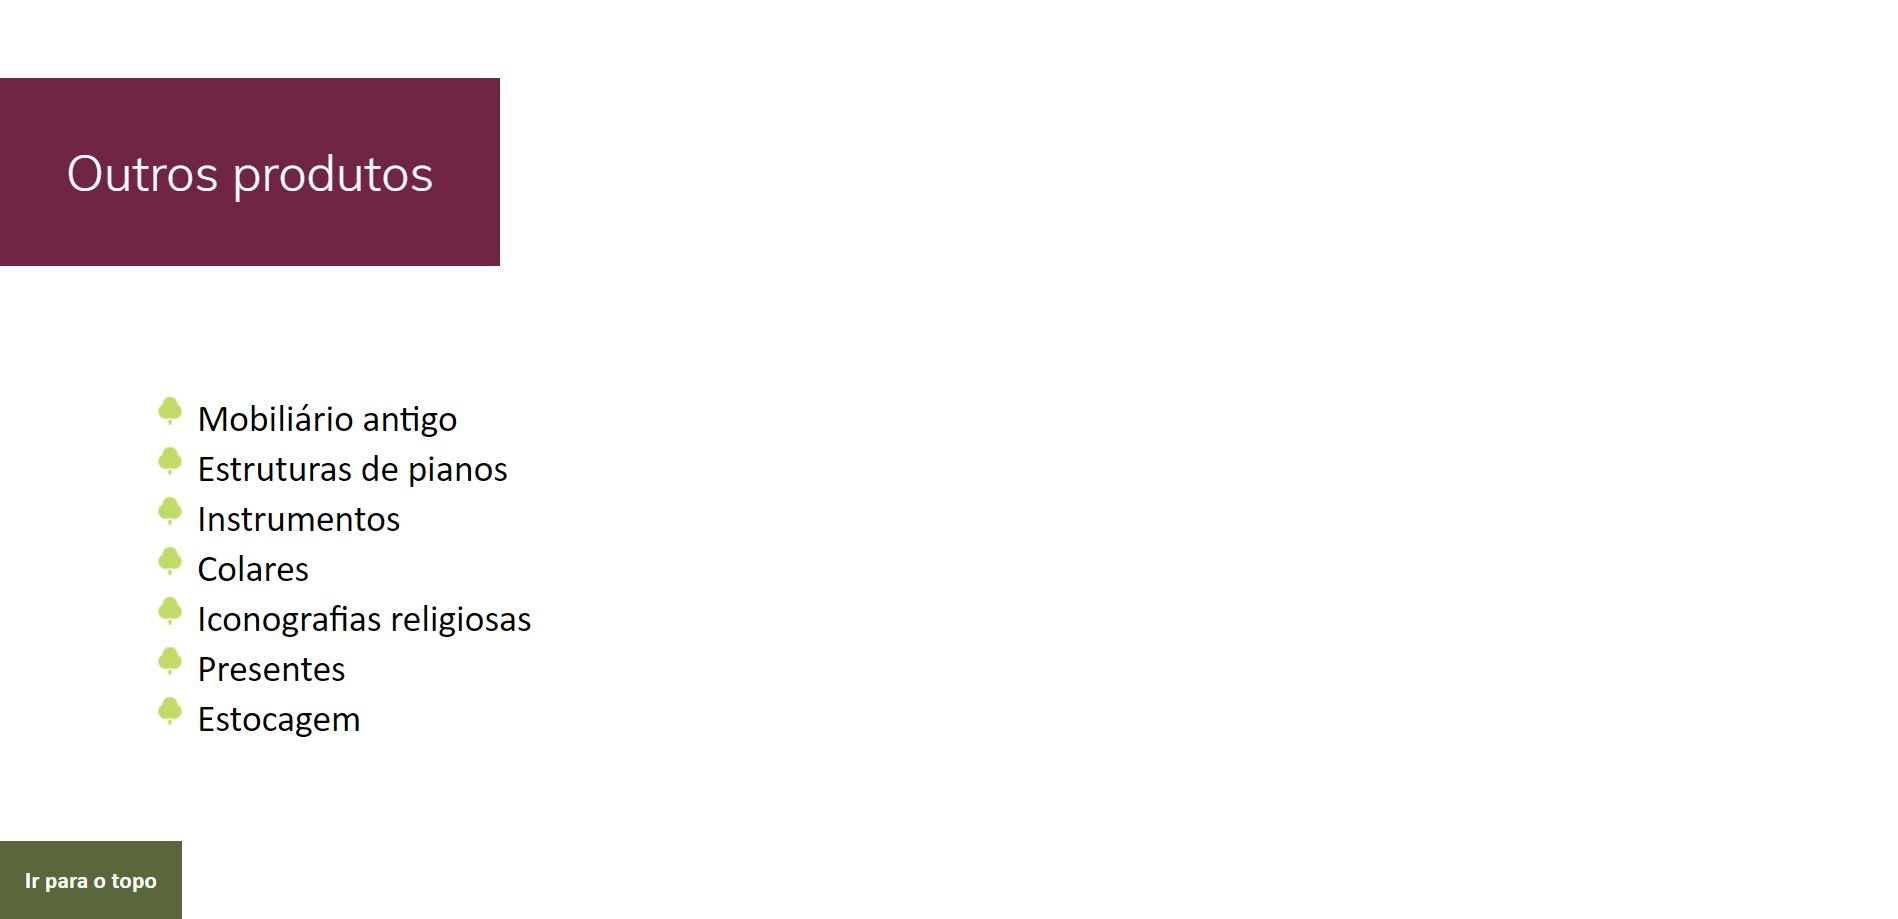 Outros produtos
Mobiliário antigo
Estruturas de pianos
Instrumentos
Colares
Iconografias religiosas
Presentes
Estocagem
Ir para o topo